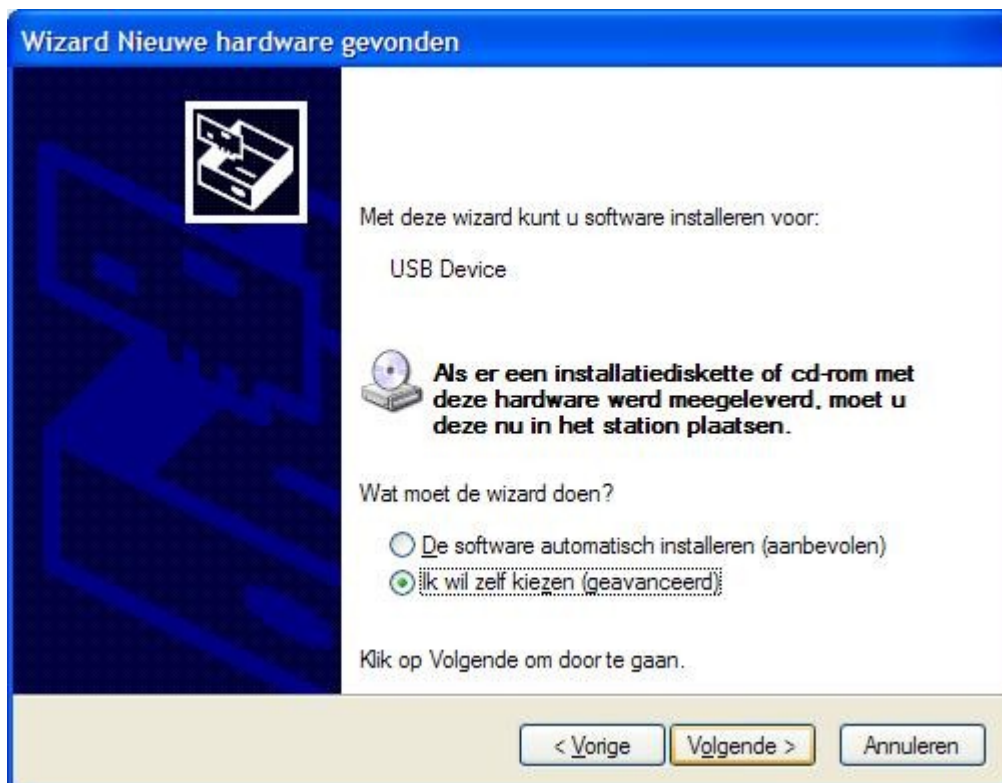 Wizard Nieuwe hardware gevonden
Met deze wizard kunt u software installeren voor:
USB Device
Als er een installatiediskette of cd-rom met
deze hardware werd meegeleverd, moet u
deze nu in het station plaatsen.
Wat moet de wizard doen?
De software automatisch installeren (aanbevolen)
Ik wil zelf kiezen (geavanceerd)
Klik op Volgende om door te gaan.
< Vorige Volgende > Annuleren